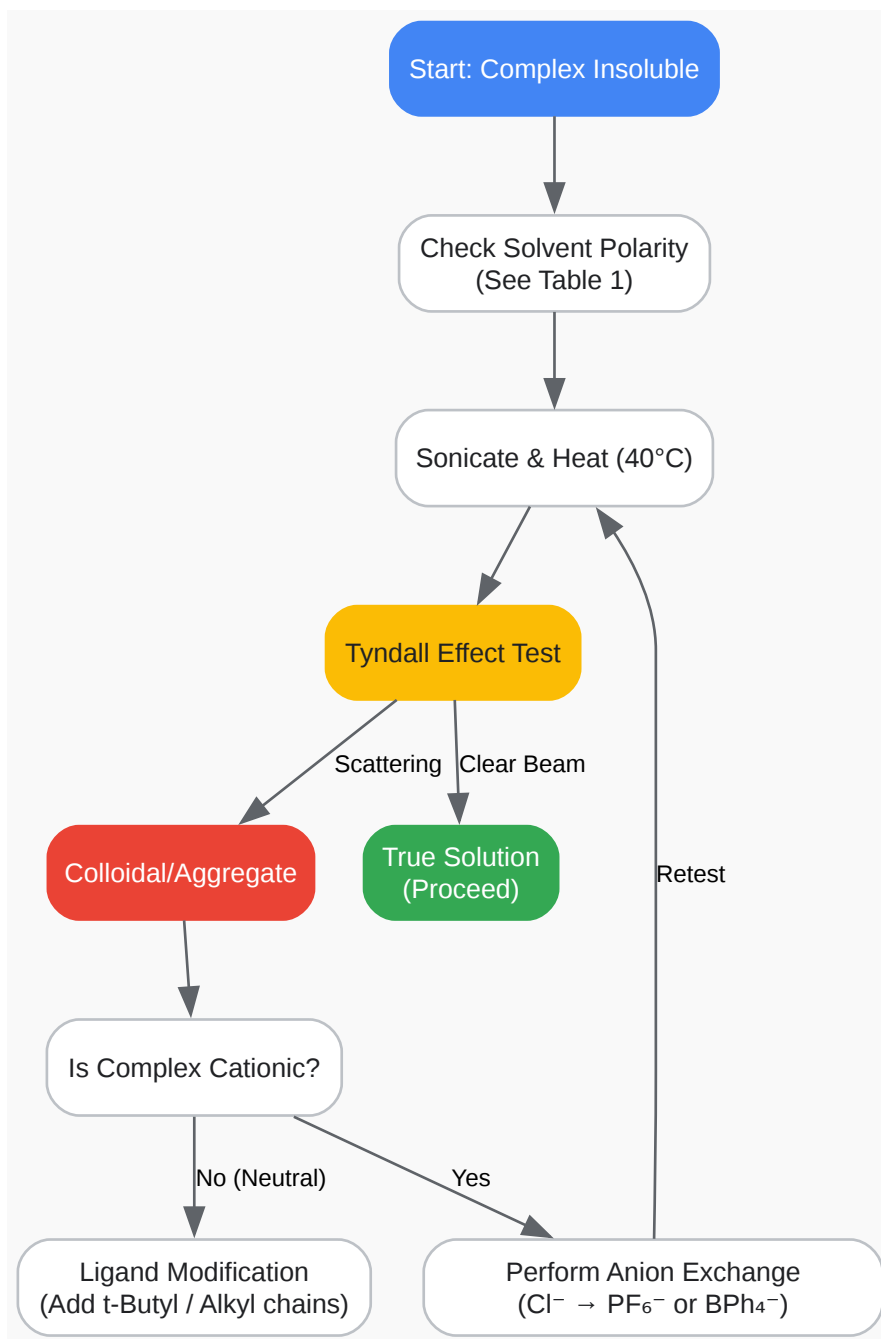 Start: Complex Insoluble
Check Solvent Polarity
(See Table 1)
Sonicate & Heat (40°C)
Tyndall Effect Test
Scattering
Clear Beam
Colloidal/Aggregate
True Solution
(Proceed)
Retest
Is Complex Cationic?
No (Neutral)
Yes
Ligand Modification
(Add t-Butyl / Alkyl chains)
Perform Anion Exchange
(Cl⁻ → PF₆⁻ or BPh₄⁻)